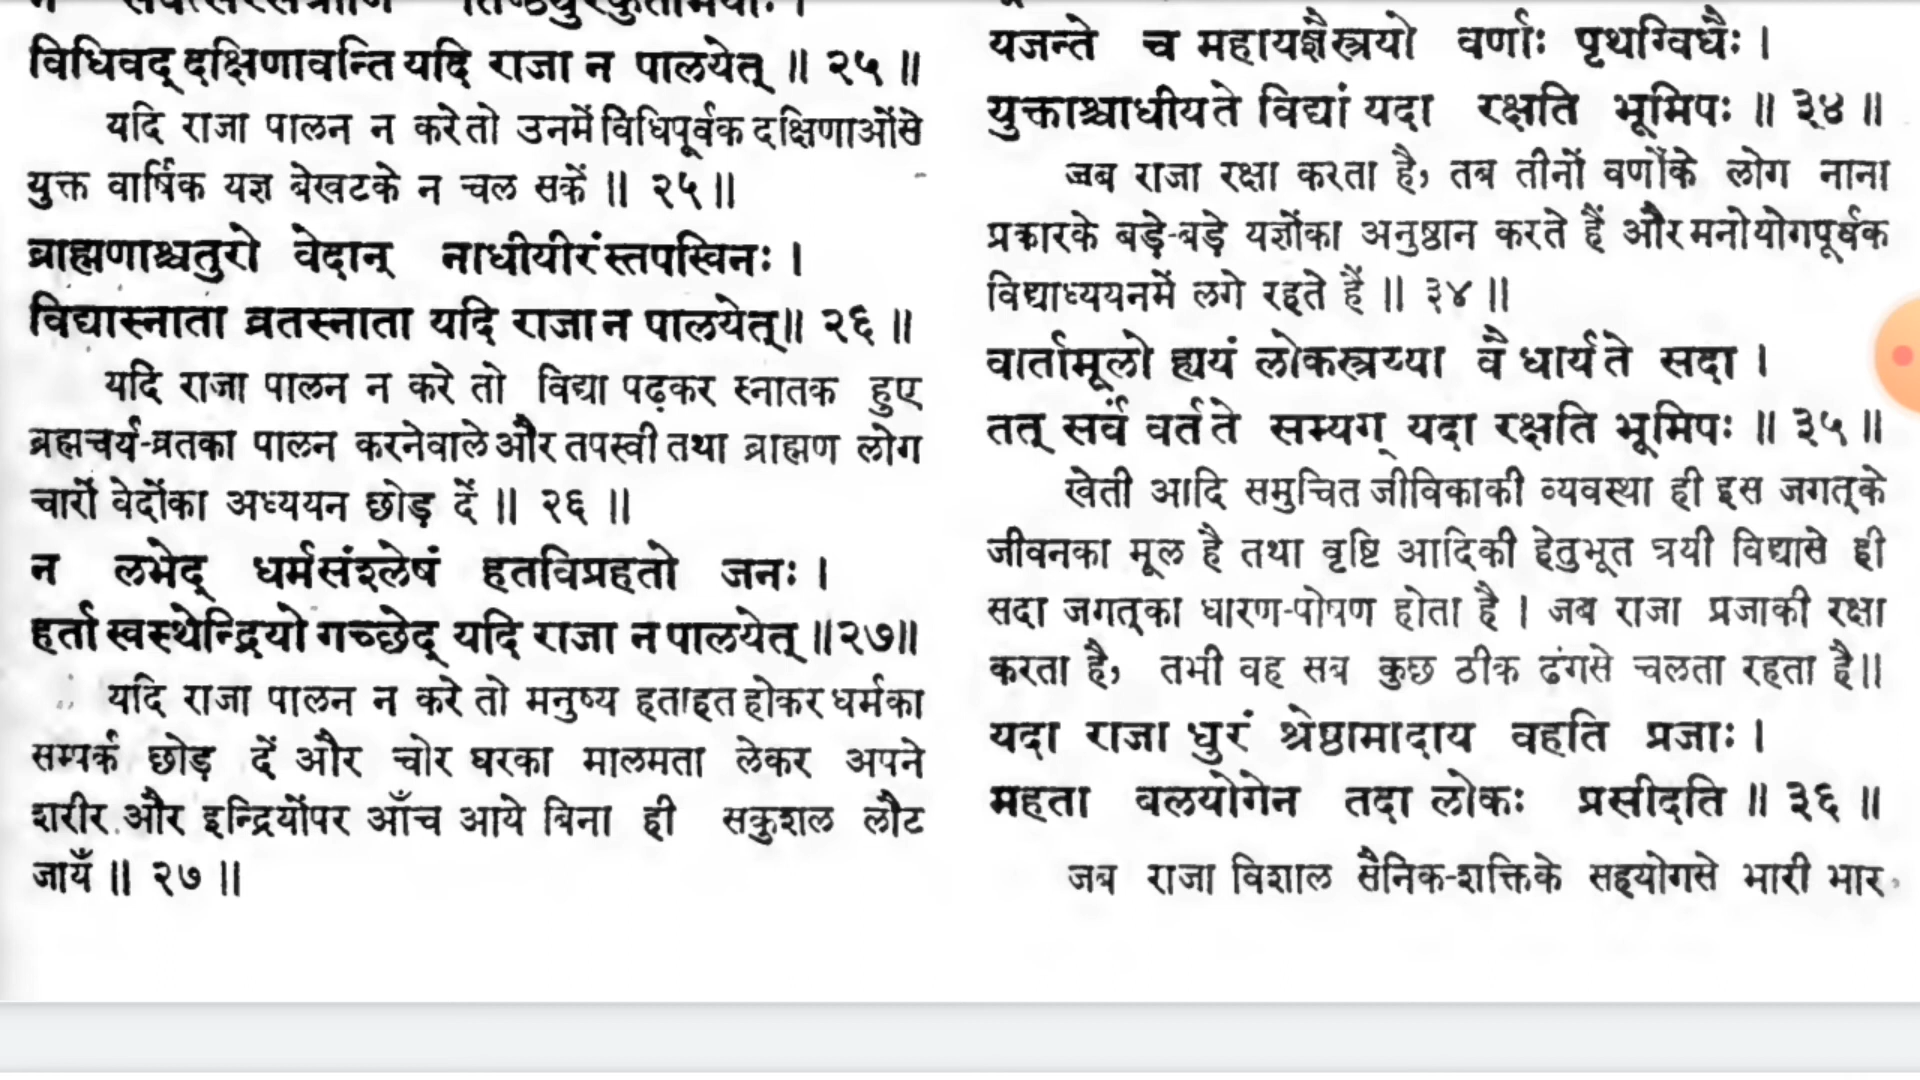 विधिवद् दक्षिणावन्ति यदि राजा न पालयेत् ॥ २५ ॥
यदि राजा पालन न करे तो उनमें विधिपूर्वक दक्षिणाओंसे
युक्त वार्षिक यज्ञ बेखटके न चल सकें ॥ २५ ॥
ब्राह्मणाश्चतुरो वेदान् नाधीयीरंस्तपस्विनः ।
विद्यास्नाता व्रतस्नाता यदि राजा न पालयेत् ॥ २६ ॥
यदि राजा पालन न करे तो विद्या पढ़कर स्नातक हुए
ब्रह्मचर्य-व्रतका पालन करनेवाले और तपस्वी तथा ब्राह्मण लोग
चारों वेदोंका अध्ययन छोड़ दें ॥ २६ ॥
न लभेद् धर्मसंश्लेषं हतविप्रहतो जनः ।
हर्ता स्वस्थेन्द्रियो गच्छेद् यदि राजा न पालयेत् ॥ २७ ॥
यदि राजा पालन न करे तो मनुष्य हताहत होकर धर्मका
सम्पर्क छोड़ दें और चोर घरका मालमता लेकर अपने
शरीर और इन्द्रियोंपर आँच आये बिना ही सकुशल लौट
जायँ ॥ २७ ॥
यजन्ते च महायज्ञैस्त्रयो वर्णाः पृथग्विधैः ।
युक्ताश्चाधीयते विद्यां यदा रक्षति भूमिपः ॥ ३४ ॥
जब राजा रक्षा करता है, तब तीनों वर्णोंके लोग नाना
प्रकारके बड़े-बड़े यज्ञोंका अनुष्ठान करते हैं और मनोयोगपूर्वक
विद्याध्ययनमें लगे रहते हैं ॥ ३४ ॥
वार्तामूलो ह्ययं लोकस्त्रय्या वै धार्यते सदा ।
तत् सर्वं वर्तते सम्यग् यदा रक्षति भूमिपः ॥ ३५ ॥
खेती आदि समुचित जीविकाकी व्यवस्था ही इस जगत्के
जीवनका मूल है तथा वृष्टि आदिकी हेतुभूत त्रयी विद्यासे ही
सदा जगत्का धारण-पोषण होता है । जब राजा प्रजाकी रक्षा
करता है, तभी वह सब कुछ ठीक ढंगसे चलता रहता है॥
यदा राजा धुरं श्रेष्ठामादाय वहति प्रजाः ।
महता बलयोगेन तदा लोकः प्रसीदति ॥ ३६ ॥
जब राजा विशाल सैनिक-शक्तिके सहयोगसे भारी भार